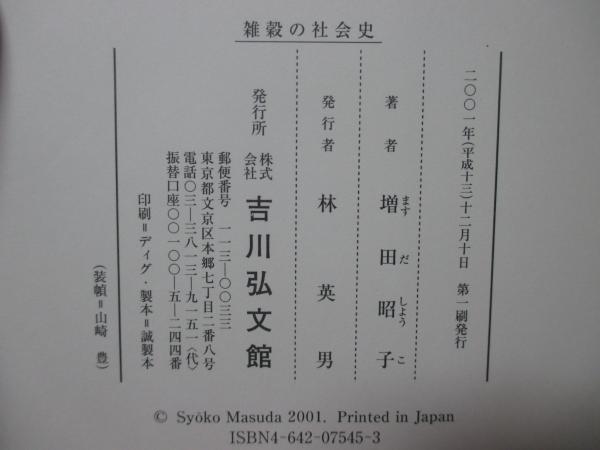 雑穀の社会史
二〇〇一年(平成十三)十二月十日 第一刷発行
著者 増田昭子
ます だ しよう こ
発行者 林英男
発行所 株式会社 吉川弘文館
郵便番号 一一三―〇〇三三
東京都文京区本郷七丁目二番八号
電話〇三―三八一三―九一五一〈代〉
振替口座〇〇一〇〇―五―二四四番
印刷=ディグ・製本=誠製本
(装幀=山崎 豊)
© Syōko Masuda 2001. Printed in Japan
ISBN4-642-07545-3